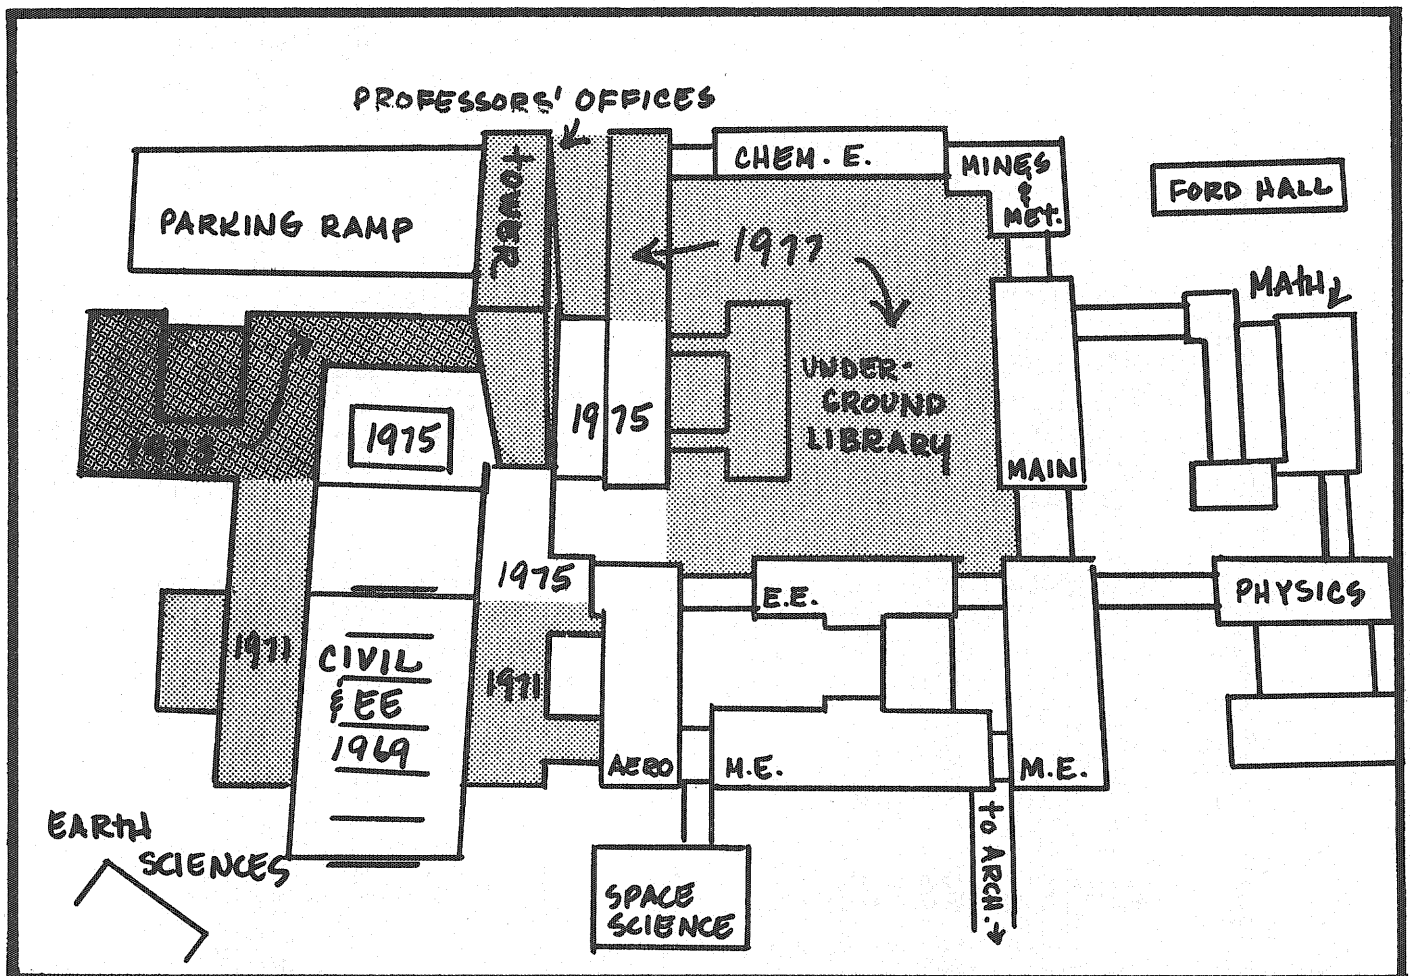 PROFESSORS' OFFICES
TOWER
CHEM. E.
MINES
&
MET.
FORD HALL
PARKING RAMP
1977
MATH
UNDER-
GROUND
LIBRARY
1975
1975
MAIN
1975
E.E.
PHYSICS
1971
CIVIL
& EE
1969
1971
AERO
M.E.
M.E.
EARTH
SCIENCES
TO ARCH.
SPACE
SCIENCE